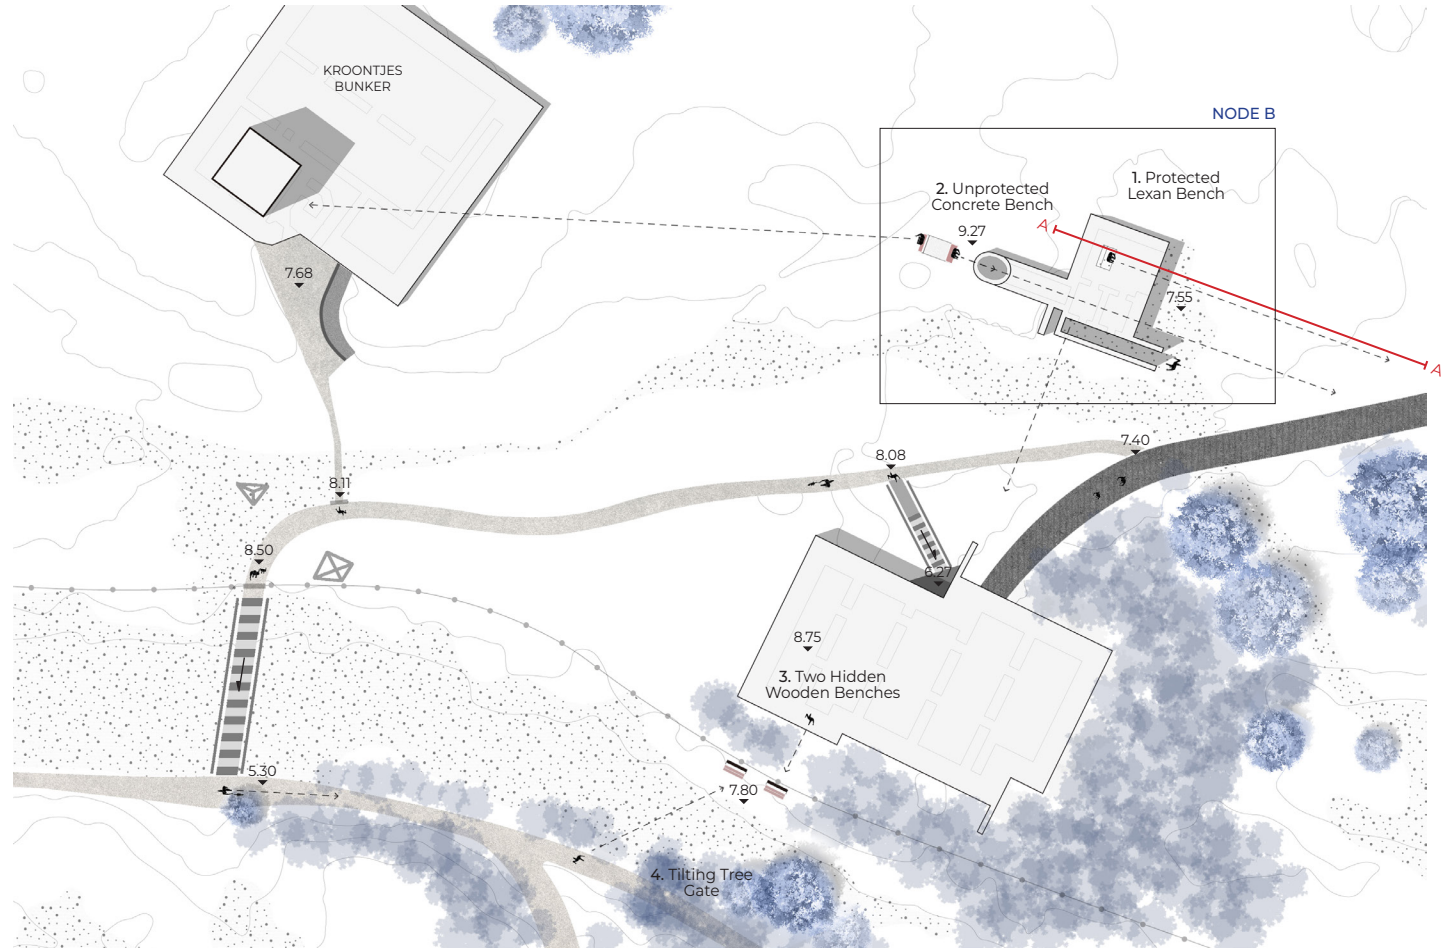 KROONTJES
BUNKER
NODE B
1. Protected
Lexan Bench
2. Unprotected
Concrete Bench
A
9.27
7.68
7.55
A
7.40
8.08
8.11
8.50
6.27
8.75
3. Two Hidden
Wooden Benches
5.30
7.80
4. Tilting Tree
Gate